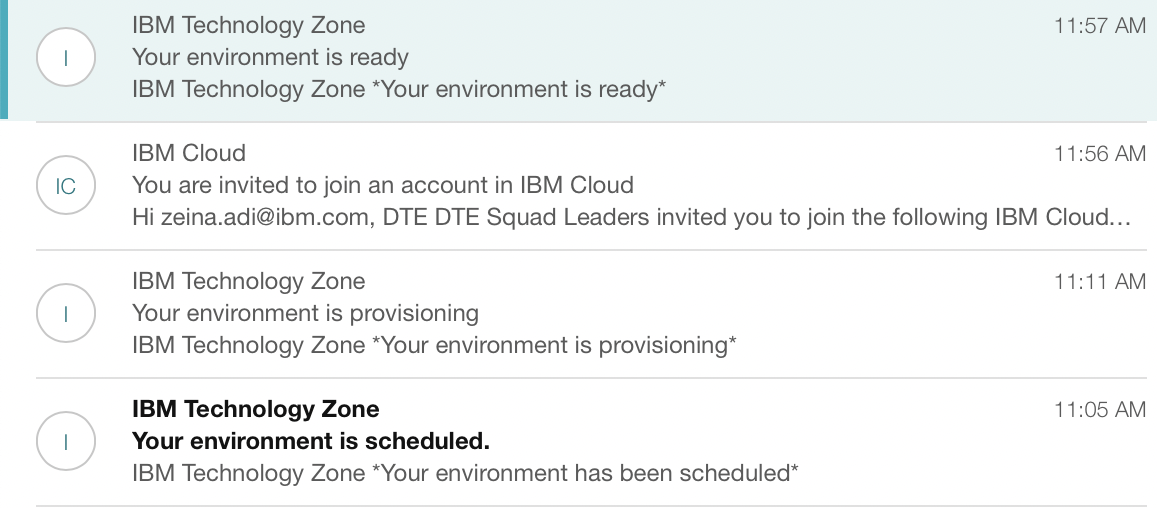 IBM Technology Zone
11:57 AM
I
Your environment is ready
IBM Technology Zone *Your environment is ready*
IBM Cloud
11:56 AM
IC
You are invited to join an account in IBM Cloud
Hi zeina.adi@ibm.com, DTE DTE Squad Leaders invited you to join the following IBM Cloud...
IBM Technology Zone
11:11 AM
I
Your environment is provisioning
IBM Technology Zone *Your environment is provisioning*
IBM Technology Zone
11:05 AM
I
Your environment is scheduled.
IBM Technology Zone *Your environment has been scheduled*